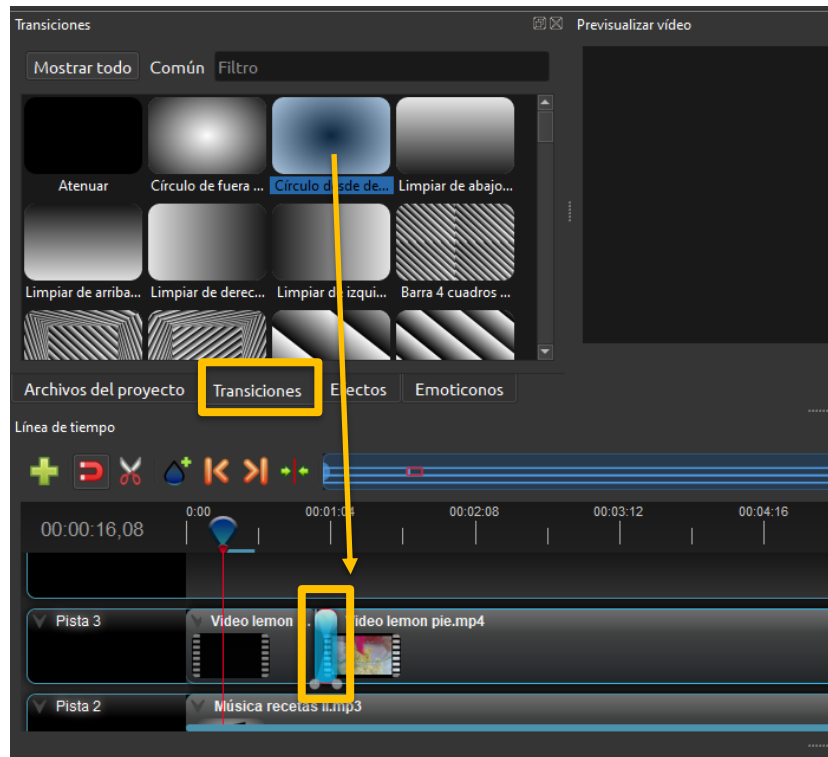 Transiciones
Previsualizar vídeo
Mostrar todo Común Filtro
Atenuar Círculo de fuera ... Círculo desde de... Limpiar de abajo...
Limpiar de arriba... Limpiar de derec... Limpiar de izqui... Barra 4 cuadros ...
Archivos del proyecto Transiciones Efectos Emoticonos
Línea de tiempo
00:00:16,08
0:00 00:01:04 00:02:08 00:03:12 00:04:16
Pista 3 Video lemon ... Video lemon pie.mp4
Pista 2 Música recetas II.mp3